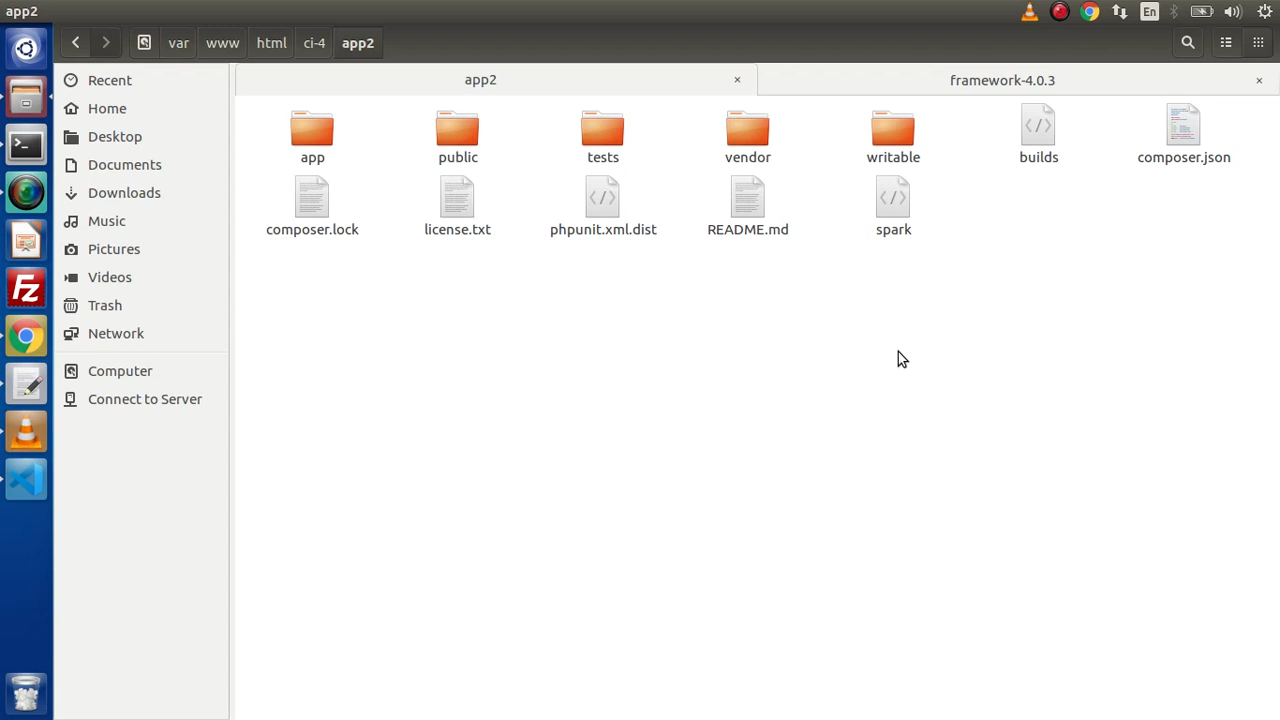 app2
En
var www html ci-4 app2
app2 framework-4.0.3
Recent
Home
Desktop
Documents
Downloads
Music
Pictures
Videos
Trash
Network
Computer
Connect to Server
app public tests vendor writable builds composer.json
composer.lock license.txt phpunit.xml.dist README.md spark
Fz